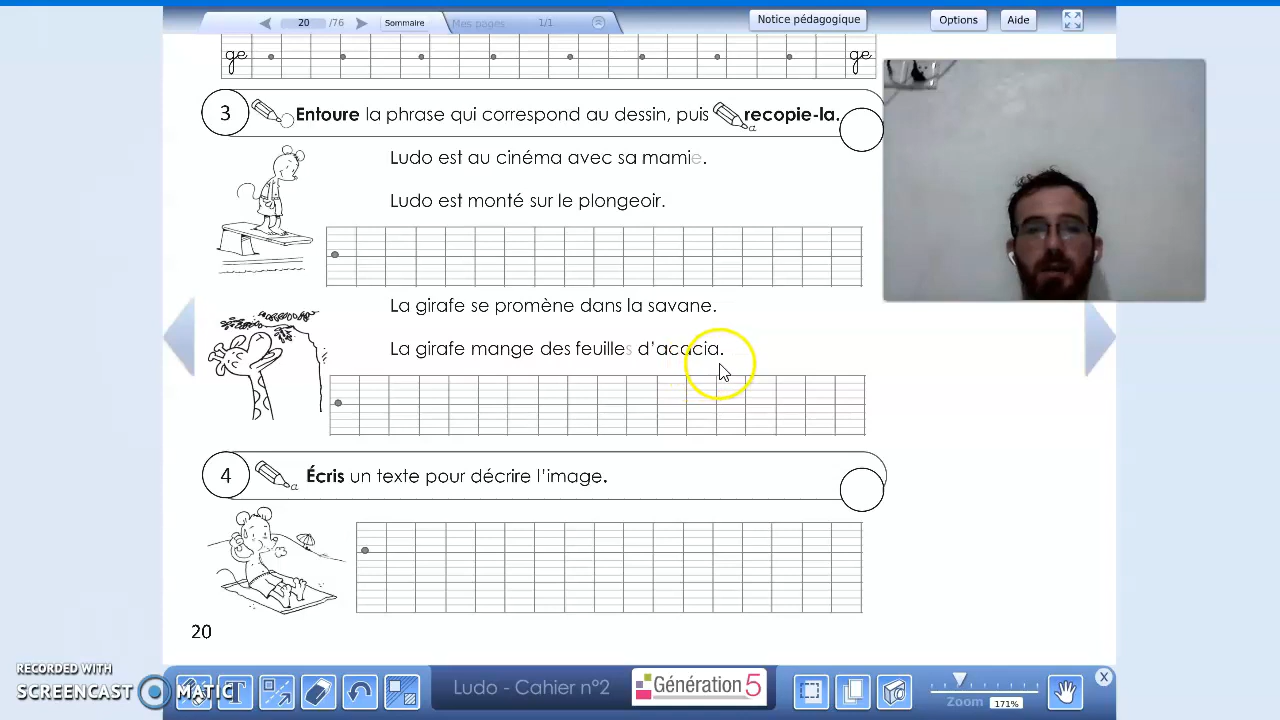 20 /76 Sommaire Mes pages 1/1 Notice pédagogique Options Aide
ge ge
3 Entoure la phrase qui correspond au dessin, puis a recopie-la.
Ludo est au cinéma avec sa mamie.
Ludo est monté sur le plongeoir.
La girafe se promène dans la savane.
La girafe mange des feuilles d'acacia.
4 a Écris un texte pour décrire l'image.
20
RECORDED WITH
SCREENCAST MATIC
T Ludo - Cahier n°2 Génération 5 Zoom 171% X